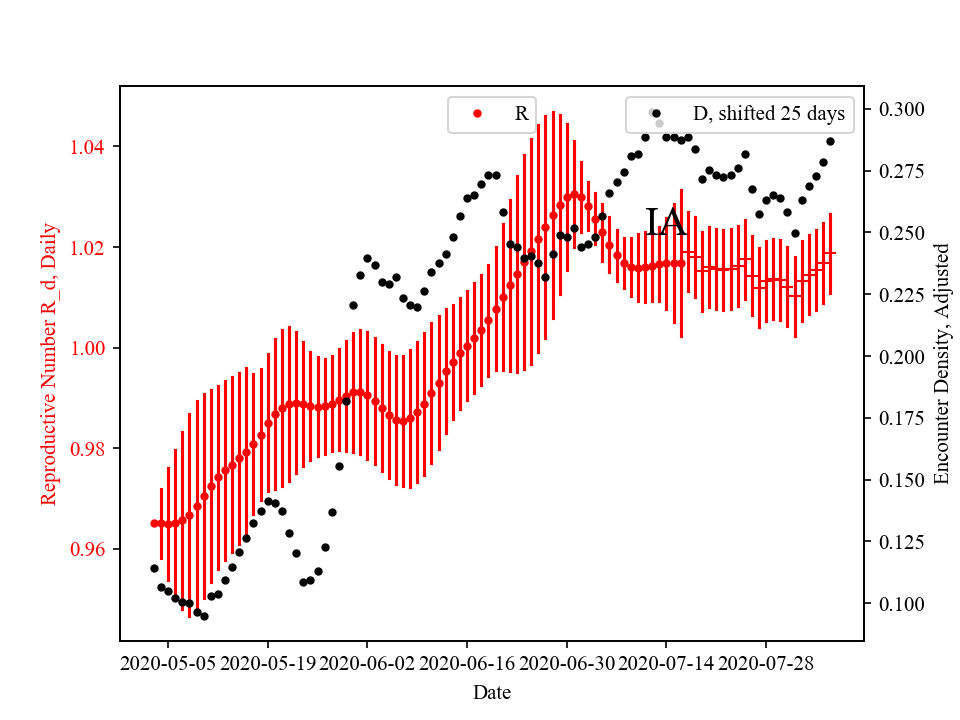 R
D, shifted 25 days
IA
Reproductive Number R_d, Daily
1.04
1.02
1.00
0.98
0.96
0.300
0.275
0.250
0.225
0.200
0.175
0.150
0.125
0.100
Encounter Density, Adjusted
2020-05-05 2020-05-19 2020-06-02 2020-06-16 2020-06-30 2020-07-14 2020-07-28
Date